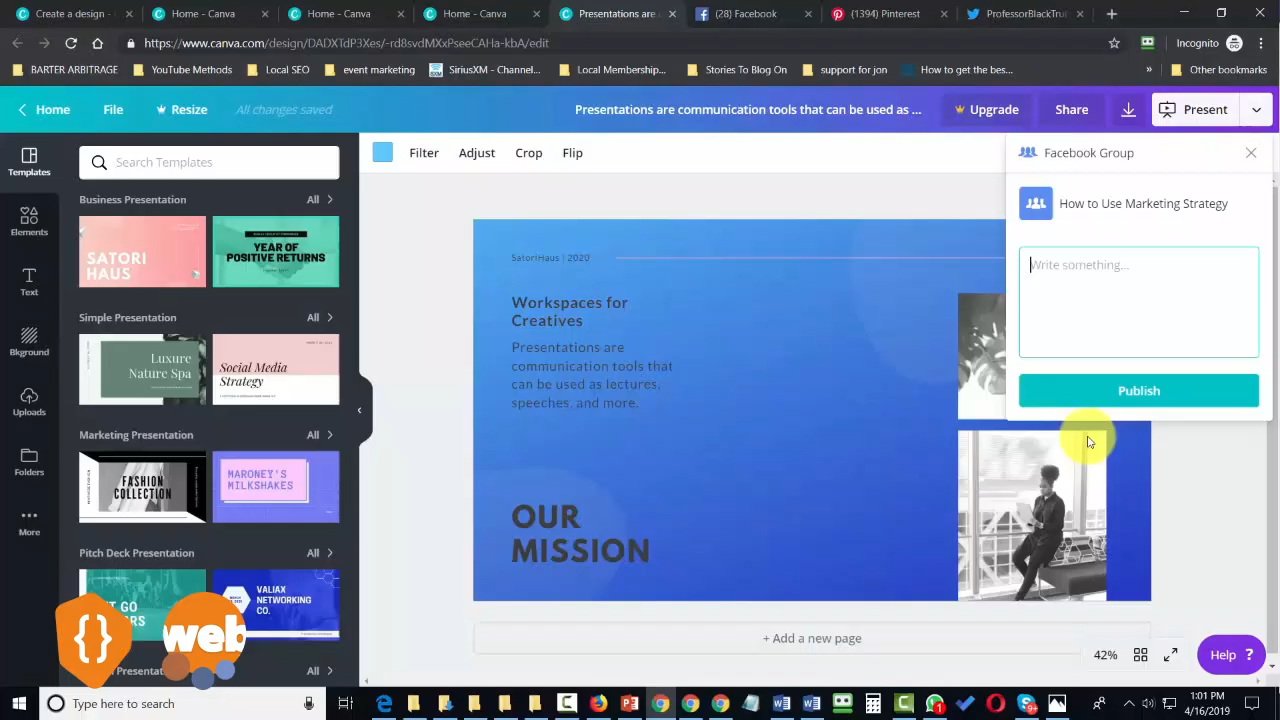 Create a design -
Home - Canva
Home - Canva
Home - Canva
Presentations are
(28) Facebook
(1394) Pinterest
ProfessorBlackTru
https://www.canva.com/design/DADXTdP3Xes/-rd8svdMXxPseeCAHa-kbA/edit
Incognito
BARTER ARBITRAGE
YouTube Methods
Local SEO
event marketing
SiriusXM - Channel...
Local Membership...
Stories To Blog On
support for jon
How to get the bes...
»
Other bookmarks
Home
File
Resize
All changes saved
Presentations are communication tools that can be used as ...
Upgrade
Share
Present
Templates
Elements
Text
Bkground
Uploads
Folders
More
Search Templates
Business Presentation
All
SATORI
HAUS
YEAR OF
POSITIVE RETURNS
Simple Presentation
All
Luxure
Nature Spa
Social Media
Strategy
Marketing Presentation
All
FASHION
COLLECTION
MARONEY'S
MILKSHAKES
Pitch Deck Presentation
All
GO
VALIAX
NETWORKING
CO.
{ }
web
Presentation
All
Filter
Adjust
Crop
Flip
SatoriHaus | 2020
Workspaces for
Creatives
Presentations are
communication tools that
can be used as lectures,
speeches, and more.
OUR
MISSION
+ Add a new page
Facebook Group
How to Use Marketing Strategy
Write something...
Publish
42%
Help ?
Type here to search
1:01 PM
4/16/2019